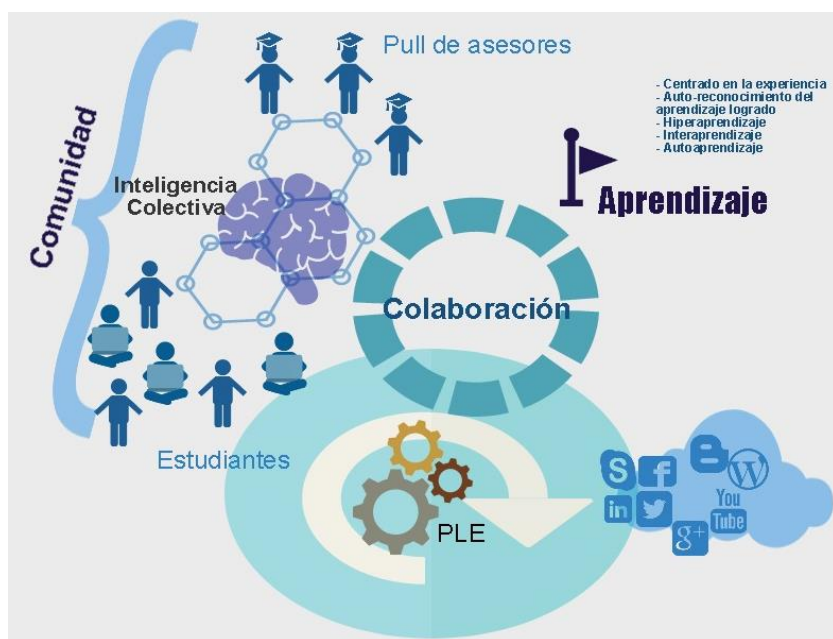 Pull de asesores
- Centrado en la experiencia
- Auto-reconocimiento del
aprendizaje logrado
- Hiperaprendizaje
- Interaprendizaje
- Autoaprendizaje
Comunidad
Inteligencia
Colectiva
Aprendizaje
Colaboración
Estudiantes
PLE
You
Tube
in
g+